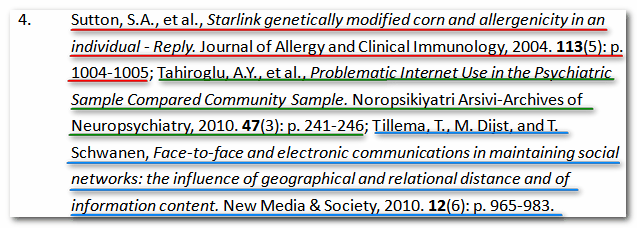 4. Sutton, S.A., et al., Starlink genetically modified corn and allergenicity in an
individual - Reply. Journal of Allergy and Clinical Immunology, 2004. 113(5): p.
1004-1005; Tahiroglu, A.Y., et al., Problematic Internet Use in the Psychiatric
Sample Compared Community Sample. Noropsikiyatri Arsivi-Archives of
Neuropsychiatry, 2010. 47(3): p. 241-246; Tillema, T., M. Dijst, and T.
Schwanen, Face-to-face and electronic communications in maintaining social
networks: the influence of geographical and relational distance and of
information content. New Media & Society, 2010. 12(6): p. 965-983.